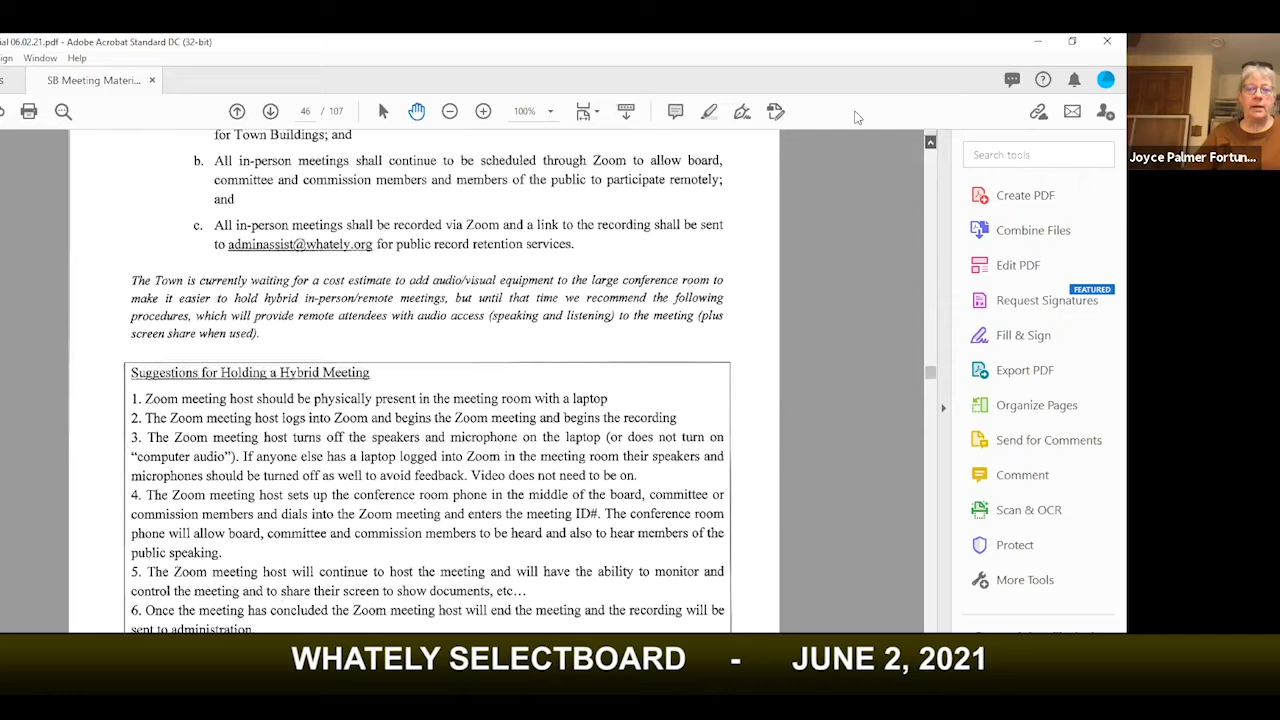 ial 06.02.21.pdf - Adobe Acrobat Standard DC (32-bit)
ign Window Help
s SB Meeting Materi... ×
46 / 107 100%
for Town Buildings; and
b. All in-person meetings shall continue to be scheduled through Zoom to allow board,
committee and commission members and members of the public to participate remotely;
and
c. All in-person meetings shall be recorded via Zoom and a link to the recording shall be sent
to adminassist@whately.org for public record retention services.
The Town is currently waiting for a cost estimate to add audio/visual equipment to the large conference room to
make it easier to hold hybrid in-person/remote meetings, but until that time we recommend the following
procedures, which will provide remote attendees with audio access (speaking and listening) to the meeting (plus
screen share when used).
Suggestions for Holding a Hybrid Meeting
1. Zoom meeting host should be physically present in the meeting room with a laptop
2. The Zoom meeting host logs into Zoom and begins the Zoom meeting and begins the recording
3. The Zoom meeting host turns off the speakers and microphone on the laptop (or does not turn on
“computer audio”). If anyone else has a laptop logged into Zoom in the meeting room their speakers and
microphones should be turned off as well to avoid feedback. Video does not need to be on.
4. The Zoom meeting host sets up the conference room phone in the middle of the board, committee or
commission members and dials into the Zoom meeting and enters the meeting ID#. The conference room
phone will allow board, committee and commission members to be heard and also to hear members of the
public speaking.
5. The Zoom meeting host will continue to host the meeting and will have the ability to monitor and
control the meeting and to share their screen to show documents, etc…
6. Once the meeting has concluded the Zoom meeting host will end the meeting and the recording will be
sent to administration.
Search tools
Create PDF
Combine Files
Edit PDF
FEATURED
Request Signatures
Fill & Sign
Export PDF
Organize Pages
Send for Comments
Comment
Scan & OCR
Protect
More Tools
Joyce Palmer Fortun...
WHATELY SELECTBOARD - JUNE 2, 2021